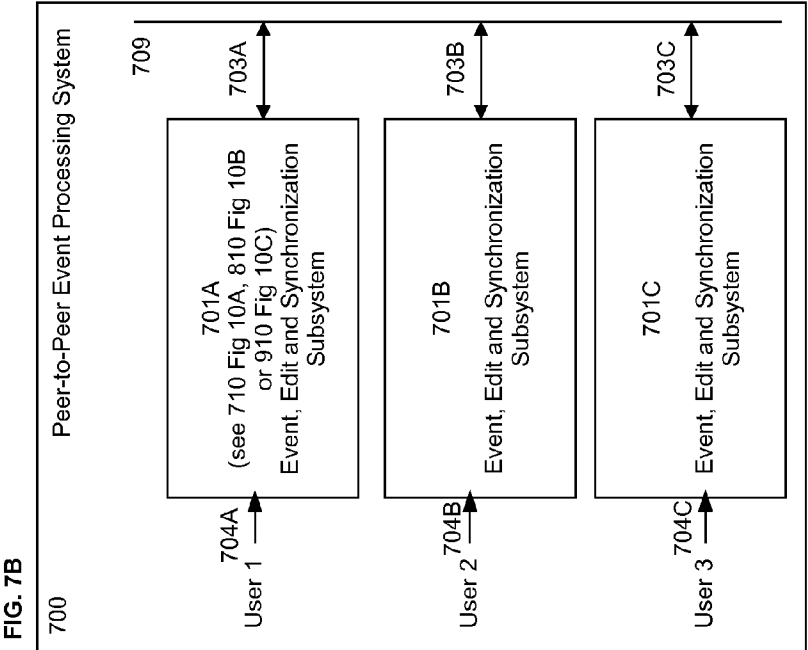 FIG. 7B
700
Peer-to-Peer Event Processing System
709
703A
703B
703C
701A
(see 710 Fig 10A, 810 Fig 10B
or 910 Fig 10C)
Event, Edit and Synchronization
Subsystem
701B
Event, Edit and Synchronization
Subsystem
701C
Event, Edit and Synchronization
Subsystem
704A
User 1
704B
User 2
704C
User 3